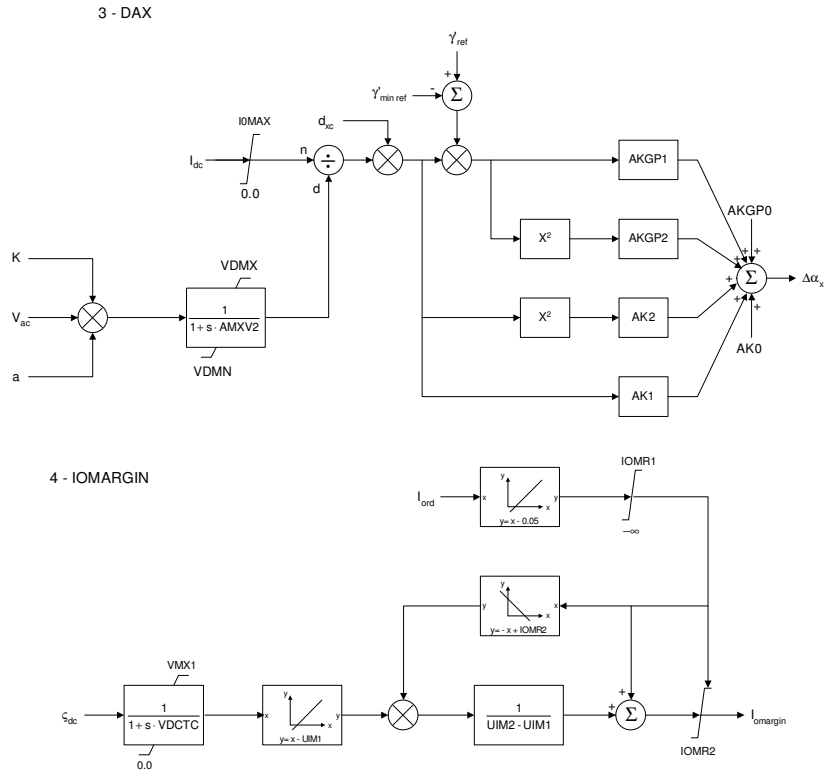 3 - DAX
γ'ref
+
γ'min ref
-
Σ
I0MAX
dxc
Idc
n
÷
d
0.0
AKGP1
AKGP0
X²
AKGP2
+
+
+
+
Σ
Δαx
+
+
+
K
VDMX
Vac
1
1 + s · AMXV2
X²
AK2
AK0
VDMN
a
AK1
4 - IOMARGIN
IOMR1
Iord
x
y
x
y
y= x - 0.05
−∞
y
y
x
x
y= - x + IOMR2
VMX1
ςdc
1
1 + s · VDCTC
0.0
x
y
x
y
y= x - UIM1
1
UIM2 - UIM1
+
+
Σ
Iomargin
IOMR2